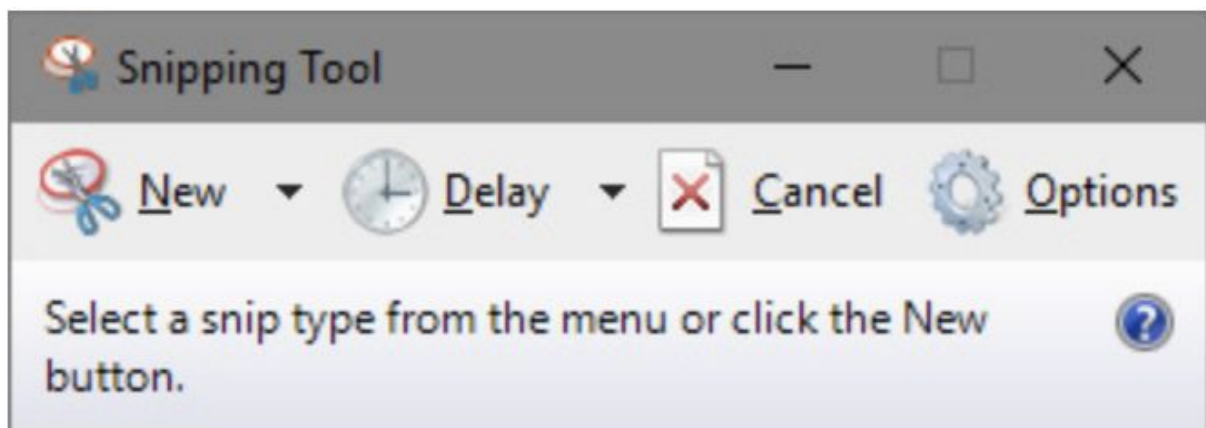 Snipping Tool
New Delay Cancel Options
Select a snip type from the menu or click the New
button.
?